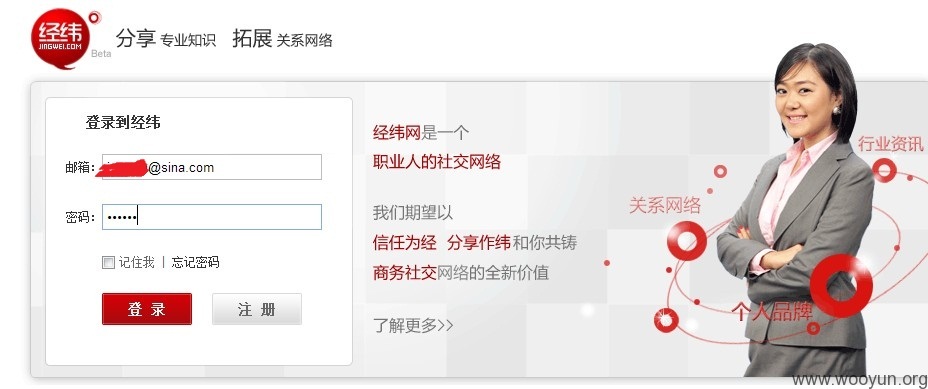 经纬
JINGWEI.COM
Beta
分享 专业知识 拓展 关系网络
登录到经纬
邮箱: @sina.com
密码: ••••••
记住我 | 忘记密码
登 录 注 册
经纬网是一个
职业人的社交网络
我们期望以
信任为经 分享作纬和你共铸
商务社交网络的全新价值
了解更多>>
行业资讯
关系网络
个人品牌
www.wooyun.org